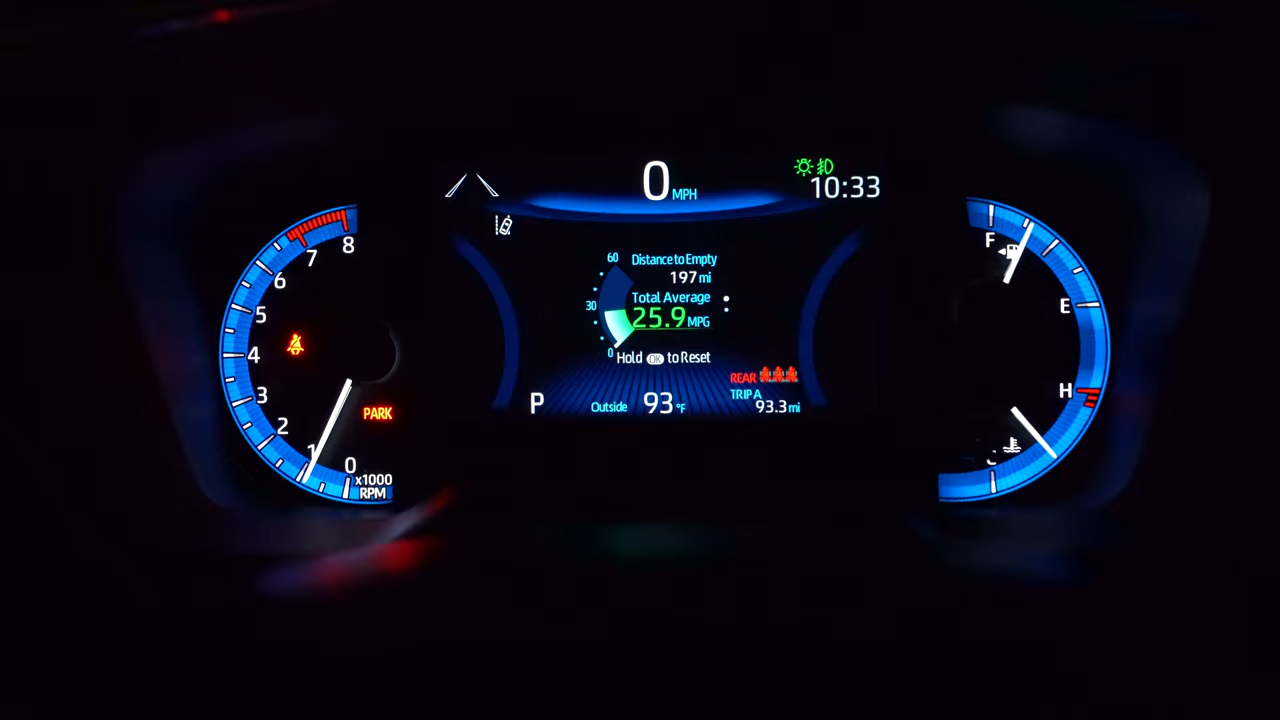 0 MPH
10:33
8
7
6
5
4
3
2
1
0
x1000
RPM
PARK
60
30
0
Distance to Empty
197 mi
Total Average
25.9 MPG
Hold OK to Reset
REAR
TRIP A
93.3 mi
P
Outside 93 °F
F
E
H